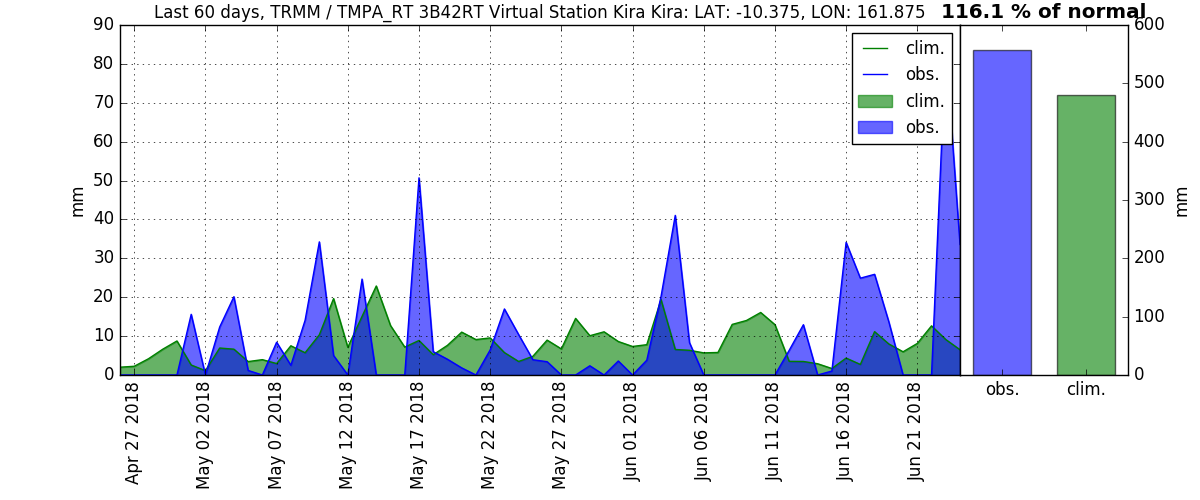 Last 60 days, TRMM / TMPA_RT 3B42RT Virtual Station Kira Kira: LAT: -10.375, LON: 161.875 116.1 % of normal
90
80
70
60
50
40
30
20
10
0
mm
clim.
obs.
clim.
obs.
600
500
400
300
200
100
0
mm
Apr 27 2018
May 02 2018
May 07 2018
May 12 2018
May 17 2018
May 22 2018
May 27 2018
Jun 01 2018
Jun 06 2018
Jun 11 2018
Jun 16 2018
Jun 21 2018
obs.
clim.